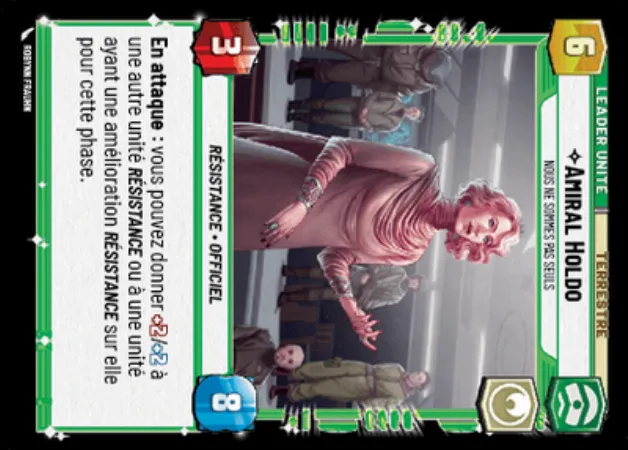 LEADER UNITÉ
TERRESTRE
6
AMIRAL HOLDO
NOUS NE SOMMES PAS SEULS
3
RÉSISTANCE • OFFICIEL
8
En attaque : vous pouvez donner +2/+2 à
une autre unité RÉSISTANCE ou à une unité
ayant une amélioration RÉSISTANCE sur elle
pour cette phase.
ROBYNN FRAUHN